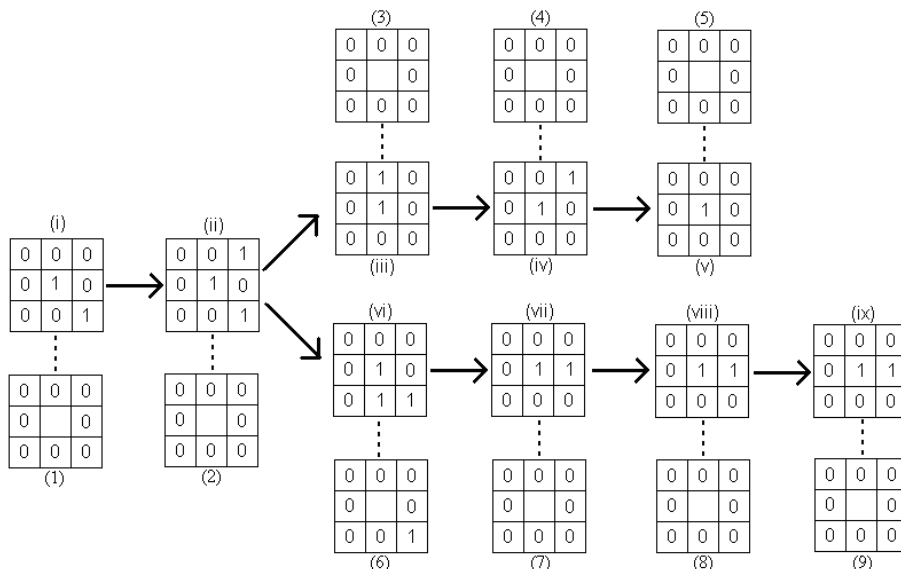 (3) (4) (5)
0 0 0 0 0 0 0 0 0
0 0 0 0 0 0
0 0 0 0 0 0 0 0 0
0 1 0 0 0 1 0 0 0
0 1 0 0 1 0 0 1 0
0 0 0 0 0 0 0 0 0
(iii) (iv) (v)
(i) (ii)
0 0 0 0 0 1
0 1 0 0 1 0
0 0 1 0 0 1
0 0 0 0 0 0
0 0 0 0
0 0 0 0 0 0
(1) (2)
(vi) (vii) (viii) (ix)
0 0 0 0 0 0 0 0 0 0 0 0
0 1 0 0 1 1 0 1 1 0 1 1
0 1 1 0 0 0 0 0 0 0 0 0
0 0 0 0 0 0 0 0 0 0 0 0
0 0 0 0 0 0 0 0
0 0 1 0 0 0 0 0 0 0 0 0
(6) (7) (8) (9)